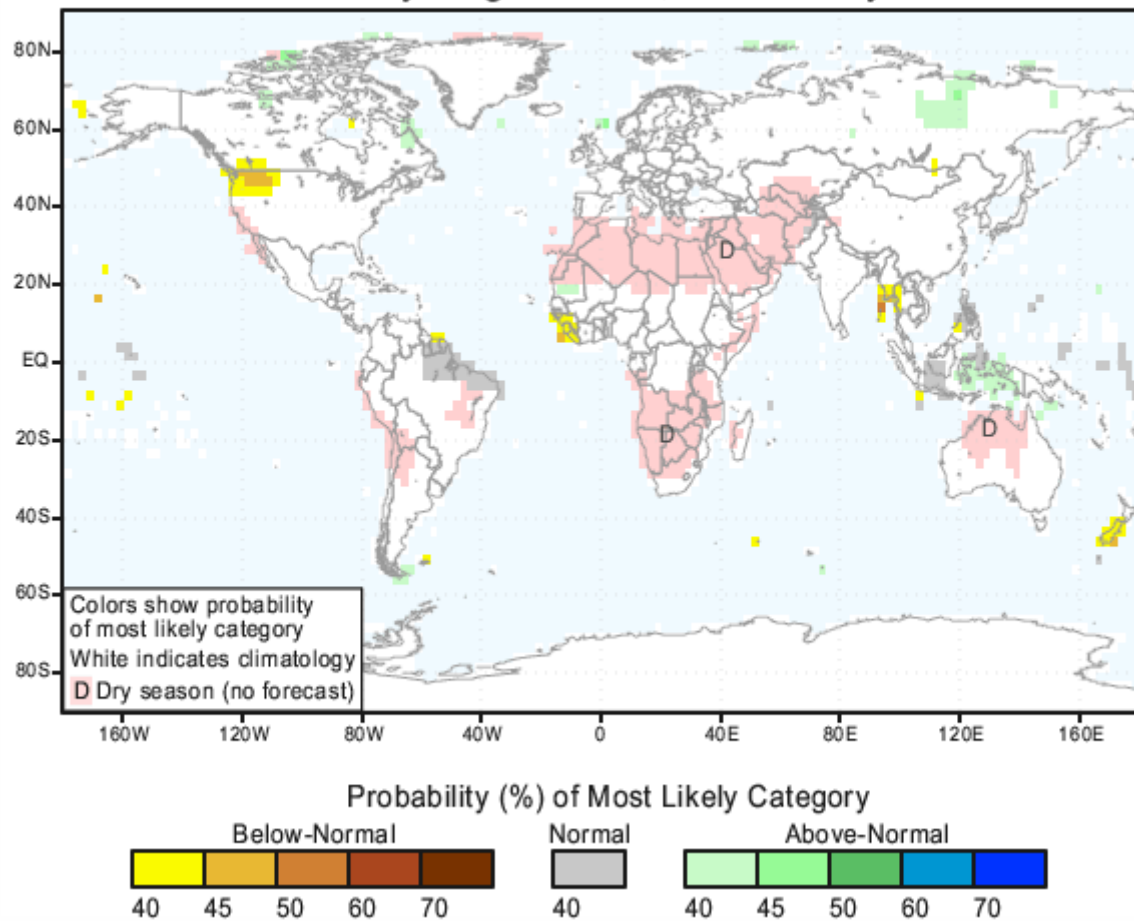 80N
60N
40N
20N
EQ
20S
40S
60S
80S
D
D
D
Colors show probability
of most likely category
White indicates climatology
D Dry season (no forecast)
160W 120W 80W 40W 0 40E 80E 120E 160E
Probability (%) of Most Likely Category
Below-Normal Normal Above-Normal
40 45 50 60 70 40 40 45 50 60 70